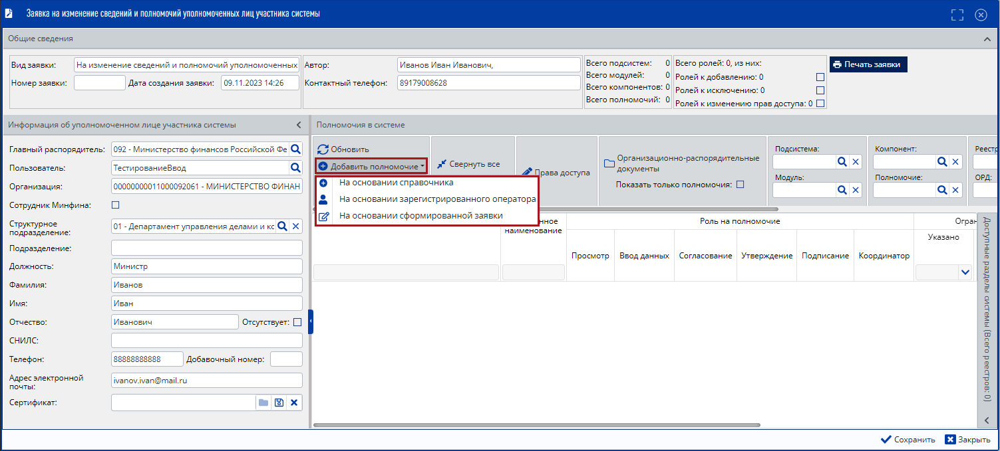 Заявка на изменение сведений и полномочий уполномоченных лиц участника системы
Общие сведения
Вид заявки: На изменение сведений и полномочий уполномоченных
Номер заявки: Дата создания заявки: 09.11.2023 14:26
Автор: Иванов Иван Иванович,
Контактный телефон: 89179008628
Всего подсистем: 0
Всего модулей: 0
Всего компонентов: 0
Всего полномочий: 0
Всего ролей: 0, из них:
Ролей к добавлению: 0
Ролей к исключению: 0
Ролей к изменению прав доступа: 0
Печать заявки
Информация об уполномоченном лице участника системы
Главный распорядитель: 092 - Министерство финансов Российской Фе
Пользователь: ТестированиеВвод
Организация: 00000000011000092061 - МИНИСТЕРСТВО ФИНАН
Сотрудник Минфина:
Структурное
подразделение: 01 - Департамент управления делами и кс
Подразделение:
Должность: Министр
Фамилия: Иванов
Имя: Иван
Отчество: Иванович Отсутствует:
СНИЛС:
Телефон: 88888888888 Добавочный номер:
Адрес электронной
почты: ivanov.ivan@mail.ru
Сертификат:
Полномочия в системе
Обновить
Добавить полномочие
На основании справочника
На основании зарегистрированного оператора
На основании сформированной заявки
Свернуть все
Права доступа
Организационно-распорядительные
документы
Показать только полномочия:
Подсистема:
Модуль:
Компонент:
Полномочие:
Реестр
ОРД:
нное
наименование
Роль на полномочие
Просмотр
Ввод данных
Согласование
Утверждение
Подписание
Координатор
Огран
Указано
Доступные разделы системы (Всего реестров: 0)
Сохранить
Закрыть